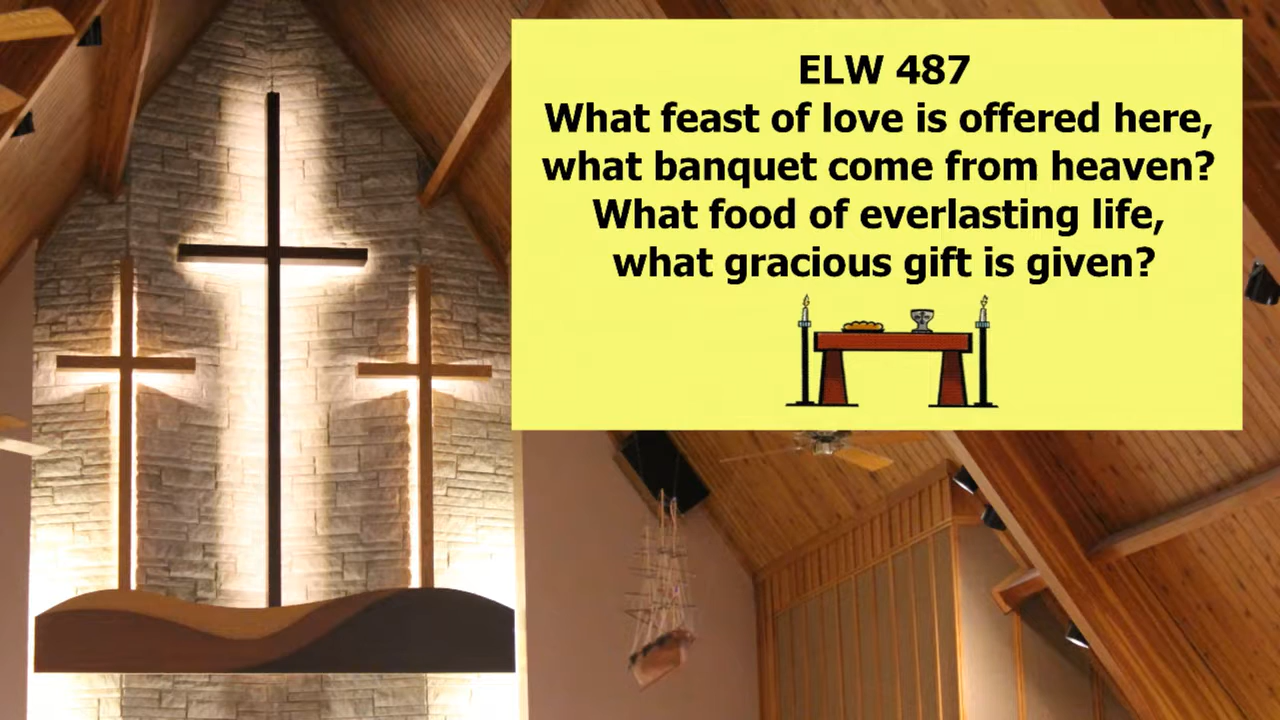 ELW 487
What feast of love is offered here,
what banquet come from heaven?
What food of everlasting life,
what gracious gift is given?